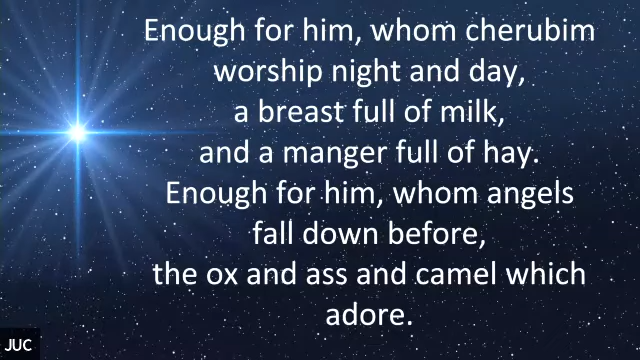 Enough for him, whom cherubim
worship night and day,
a breast full of milk,
and a manger full of hay.
Enough for him, whom angels
fall down before,
the ox and ass and camel which
adore.
JUC